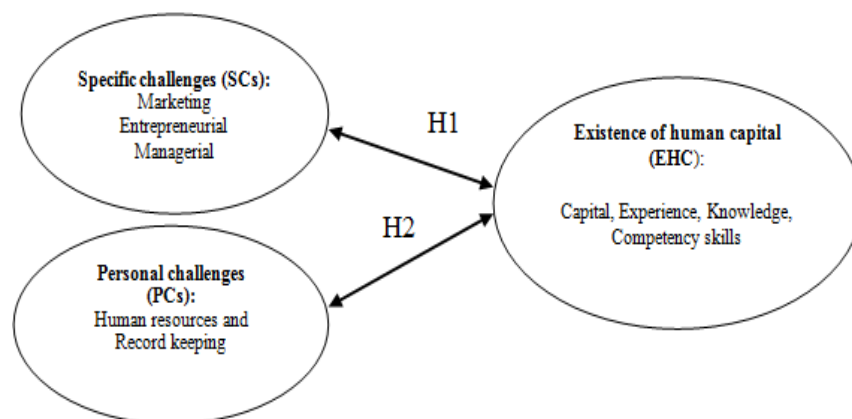 Specific challenges (SCs):
Marketing
Entrepreneurial
Managerial
H1
Existence of human capital
(EHC):
Capital, Experience, Knowledge,
Competency skills
H2
Personal challenges
(PCs):
Human resources and
Record keeping